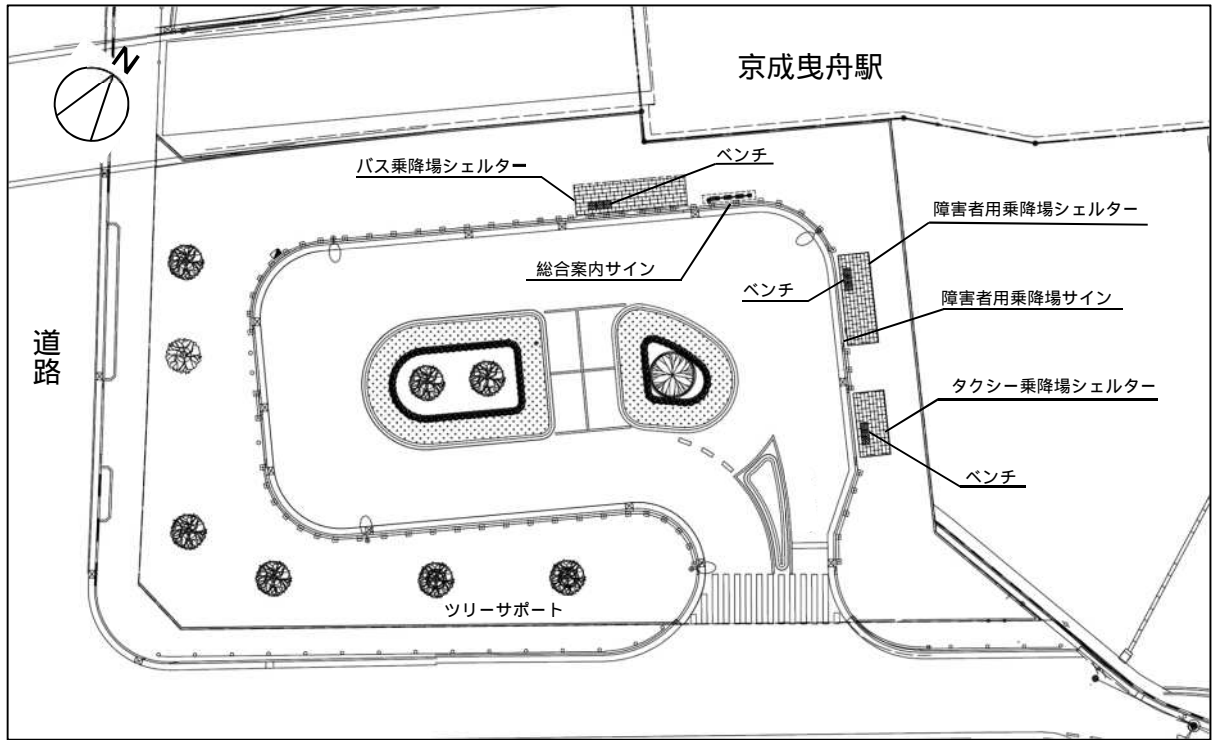 N
京成曳舟駅
バス乗降場シェルター
ベンチ
障害者用乗降場シェルター
総合案内サイン
ベンチ
障害者用乗降場サイン
道路
タクシー乗降場シェルター
ベンチ
ツリーサポート